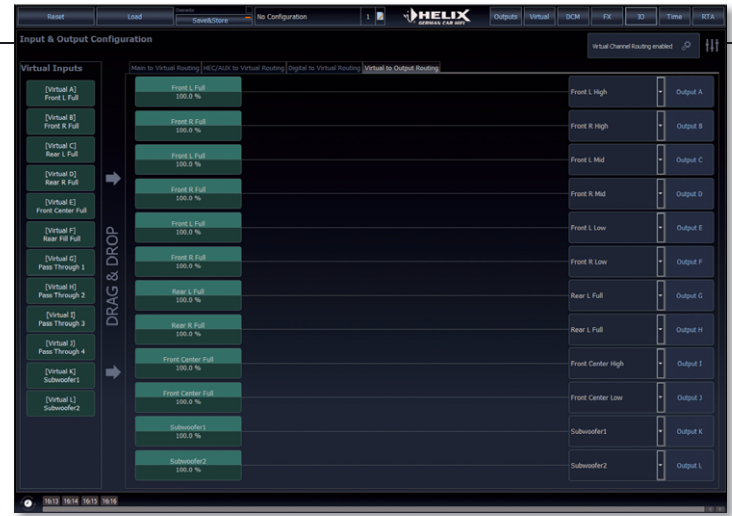 Reset
Load
Overwrite
Save&Store
No Configuration
1
HELIX
GERMAN CAR HIFI
Outputs
Virtual
DCM
FX
IO
Time
RTA
Input & Output Configuration
Virtual Channel Routing enabled
Virtual Inputs
Main to Virtual Routing
HEC/AUX to Virtual Routing
Digital to Virtual Routing
Virtual to Output Routing
[Virtual A]
Front L Full
[Virtual B]
Front R Full
[Virtual C]
Rear L Full
[Virtual D]
Rear R Full
[Virtual E]
Front Center Full
[Virtual F]
Rear Fill Full
[Virtual G]
Pass Through 1
[Virtual H]
Pass Through 2
[Virtual I]
Pass Through 3
[Virtual J]
Pass Through 4
[Virtual K]
Subwoofer1
[Virtual L]
Subwoofer2
DRAG & DROP
Front L Full
100.0 %
Front L High
Output A
Front R Full
100.0 %
Front R High
Output B
Front L Full
100.0 %
Front L Mid
Output C
Front R Full
100.0 %
Front R Mid
Output D
Front L Full
100.0 %
Front L Low
Output E
Front R Full
100.0 %
Front R Low
Output F
Rear L Full
100.0 %
Rear L Full
Output G
Rear R Full
100.0 %
Rear L Full
Output H
Front Center Full
100.0 %
Front Center High
Output I
Front Center Full
100.0 %
Front Center Low
Output J
Subwoofer1
100.0 %
Subwoofer1
Output K
Subwoofer2
100.0 %
Subwoofer2
Output L
16:13 16:14 16:15 16:16